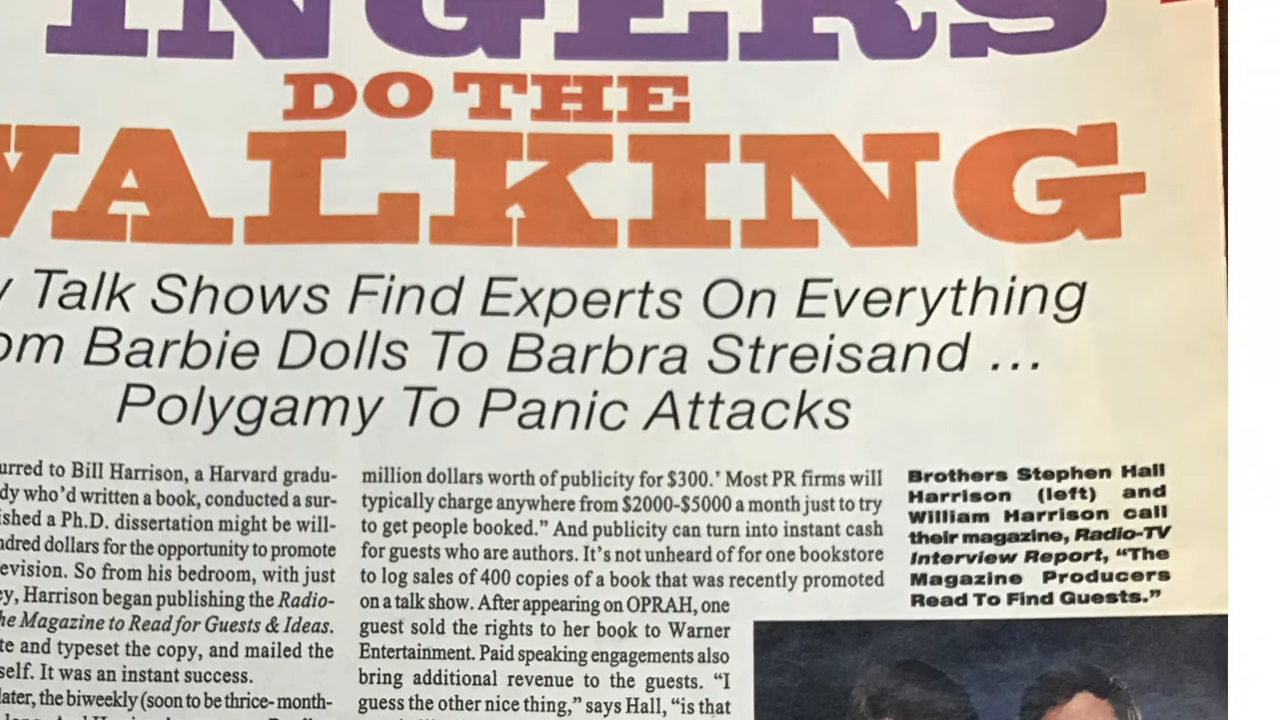 INGERS
DO THE
WALKING
Talk Shows Find Experts On Everything
om Barbie Dolls To Barbra Streisand ...
Polygamy To Panic Attacks
urred to Bill Harrison, a Harvard gradu-
dy who'd written a book, conducted a sur-
ished a Ph.D. dissertation might be will-
ndred dollars for the opportunity to promote
evision. So from his bedroom, with just
ey, Harrison began publishing the Radio-
he Magazine to Read for Guests & Ideas.
te and typeset the copy, and mailed the
self. It was an instant success.
later, the biweekly (soon to be thrice-month-
million dollars worth of publicity for $300.' Most PR firms will
typically charge anywhere from $2000-$5000 a month just to try
to get people booked." And publicity can turn into instant cash
for guests who are authors. It's not unheard of for one bookstore
to log sales of 400 copies of a book that was recently promoted
on a talk show. After appearing on OPRAH, one
guest sold the rights to her book to Warner
Entertainment. Paid speaking engagements also
bring additional revenue to the guests. "I
guess the other nice thing," says Hall, "is that
Brothers Stephen Hall
Harrison (left) and
William Harrison call
their magazine, Radio-TV
Interview Report, "The
Magazine Producers
Read To Find Guests."